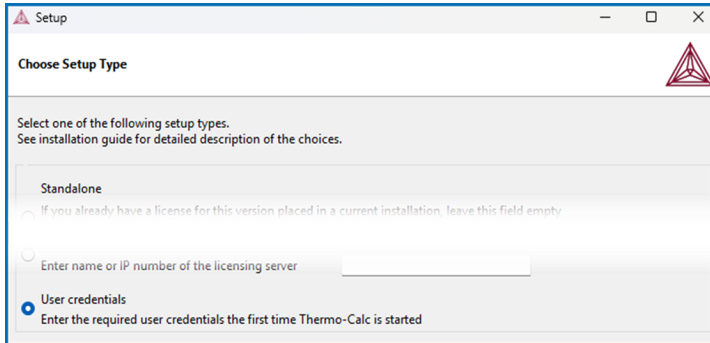 Setup
Choose Setup Type
Select one of the following setup types.
See installation guide for detailed description of the choices.
Standalone
If you already have a license for this version placed in a current installation, leave this field empty
Enter name or IP number of the licensing server
User credentials
Enter the required user credentials the first time Thermo-Calc is started